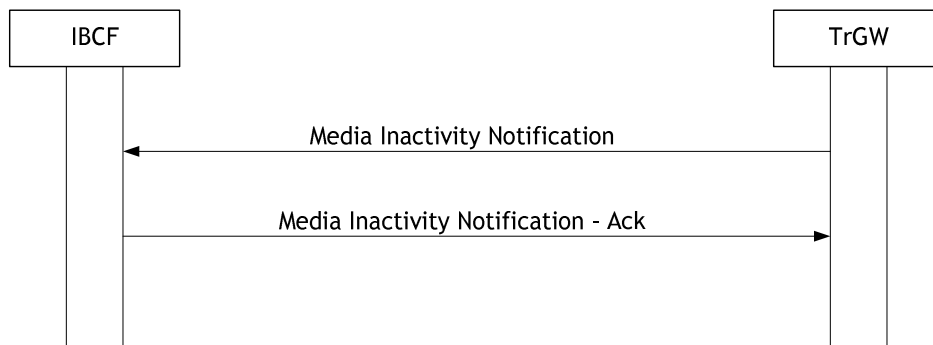 IBCF
TrGW
Media Inactivity Notification
Media Inactivity Notification - Ack